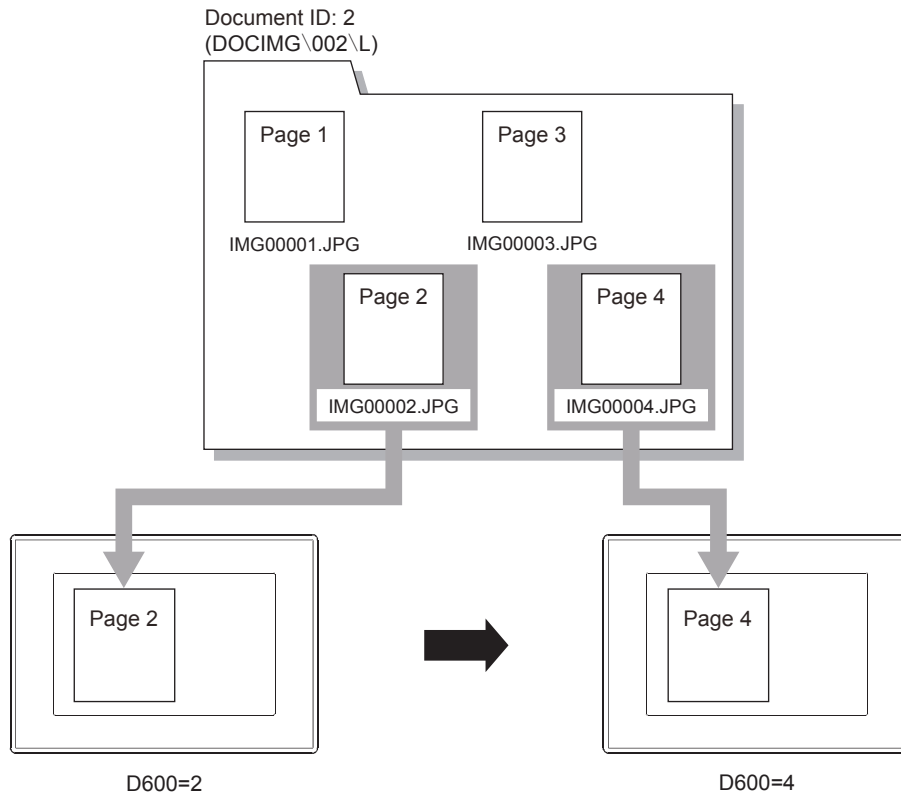 Document ID: 2
(DOCIMG\002\L)
Page 1
Page 3
IMG00001.JPG
IMG00003.JPG
Page 2
Page 4
IMG00002.JPG
IMG00004.JPG
Page 2
Page 4
D600=2
D600=4